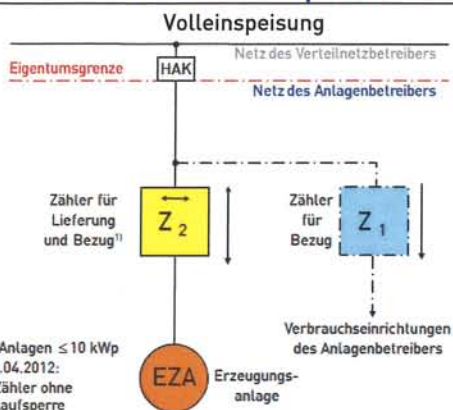 Volleinspeisung
Netz des Verteilnetzbetreibers
Eigentumsgrenze
HAK
Netz des Anlagenbetreibers
Zähler für
Lieferung
und Bezug¹⁾
Z 2
Zähler
für
Bezug
Z 1
Verbrauchseinrichtungen
des Anlagenbetreibers
Anlagen ≤ 10 kWp
.04.2012:
Zähler ohne
aufsperre
EZA
Erzeugungs-
anlage